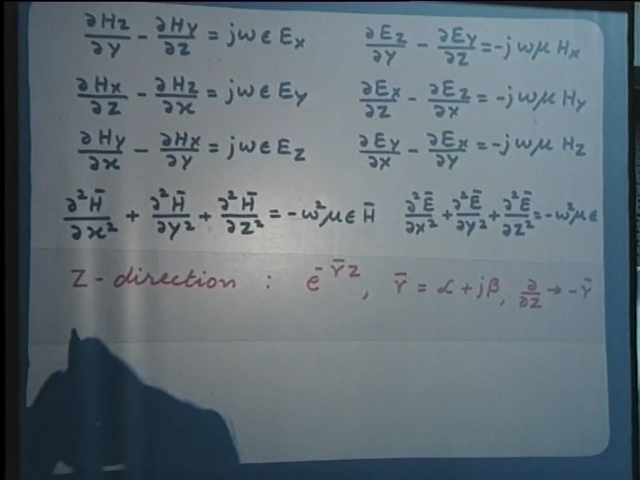 ∂Hz/∂y - ∂Hy/∂z = jωϵ Ex    ∂Ez/∂y - ∂Ey/∂z = -jωμ Hx
∂Hx/∂z - ∂Hz/∂x = jωϵ Ey    ∂Ex/∂z - ∂Ez/∂x = -jωμ Hy
∂Hy/∂x - ∂Hx/∂y = jωϵ Ez    ∂Ey/∂x - ∂Ex/∂y = -jωμ Hz
∂²H̄/∂x² + ∂²H̄/∂y² + ∂²H̄/∂z² = -ω²μϵ H̄    ∂²Ē/∂x² + ∂²Ē/∂y² + ∂²Ē/∂z² = -ω²μϵ
Z-direction : e^-γ̄z, γ̄ = α + jβ, ∂/∂z → -γ̄